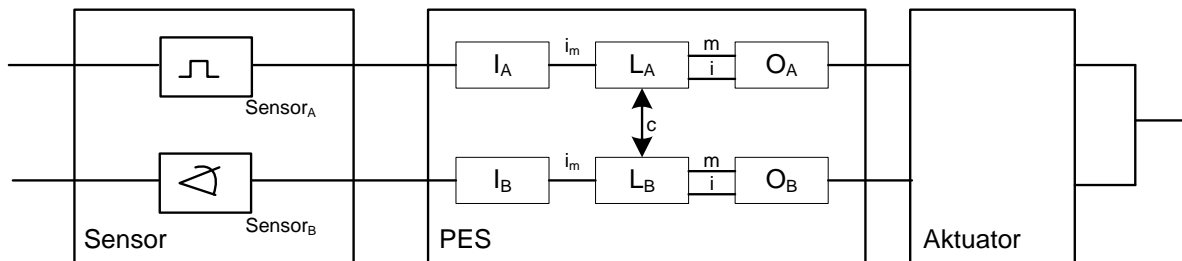 i_m
m
I_A
L_A
i
O_A
Sensor_A
c
i_m
m
I_B
L_B
i
O_B
Sensor_B
Sensor
PES
Aktuator